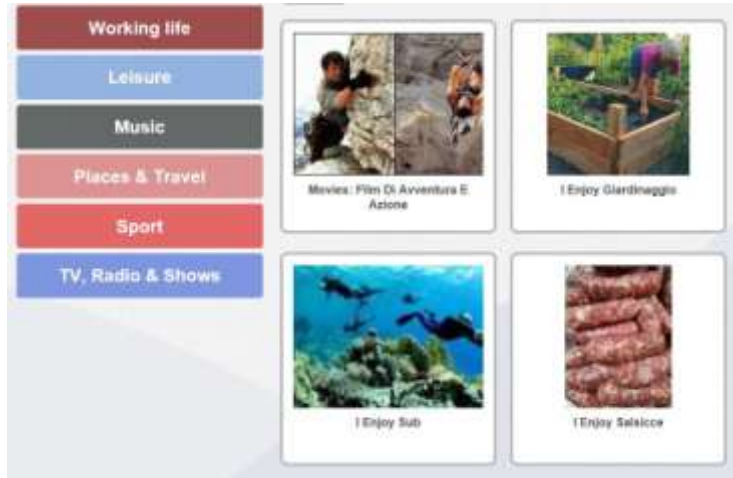 Working life
Leisure
Music
Places & Travel
Sport
TV, Radio & Shows
Movies: Film Di Avventura E
Azione
I Enjoy Giardinaggio
I Enjoy Sub
I Enjoy Salsicce